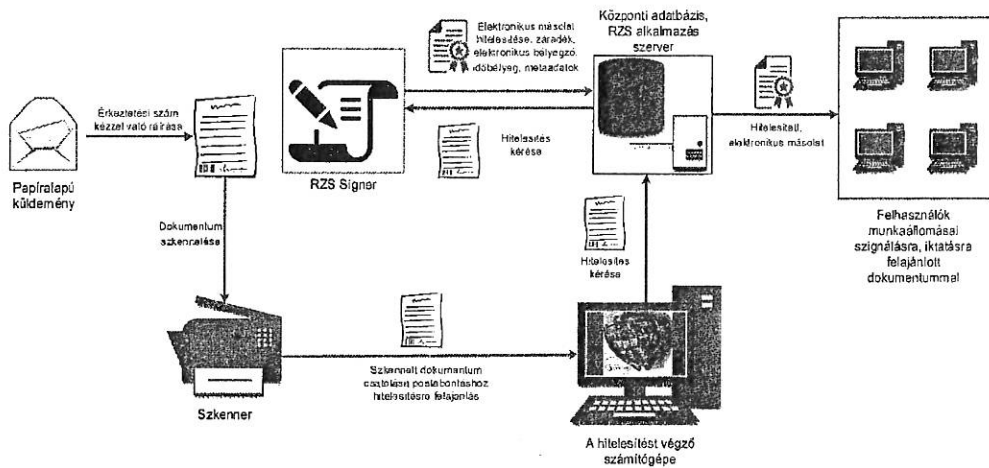 Papíralapú
küldemény
Érkeztetési szám
kézzel való ráírása
Dokumentum
szkennelése
Szkenner
Szkennelt dokumentum
csatolása postabontáshoz
hitelesítésre felajánlás
A hitelesítést végző
számítógépe
Hitelesítés
kérése
RZS Signer
Hitelesítés
kérése
Elektronikus másolat
hitelesítése, záradék,
elektronikus bélyegző,
időbélyeg, metaadatok
Központi adatbázis,
RZS alkalmazás
szerver
Hitelesített,
elektronikus másolat
Felhasználók
munkaállomásai
szignálásra, iktatásra
felajánlott
dokumentummal